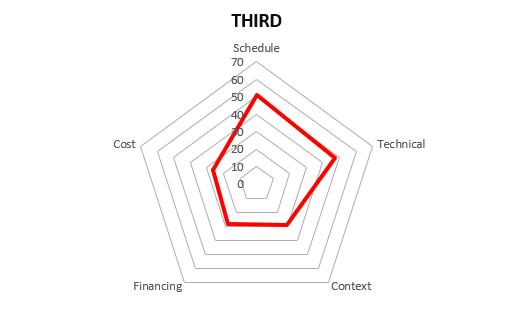 THIRD
Schedule
70
60
50
40
30
20
10
0
Cost
Technical
Financing
Context